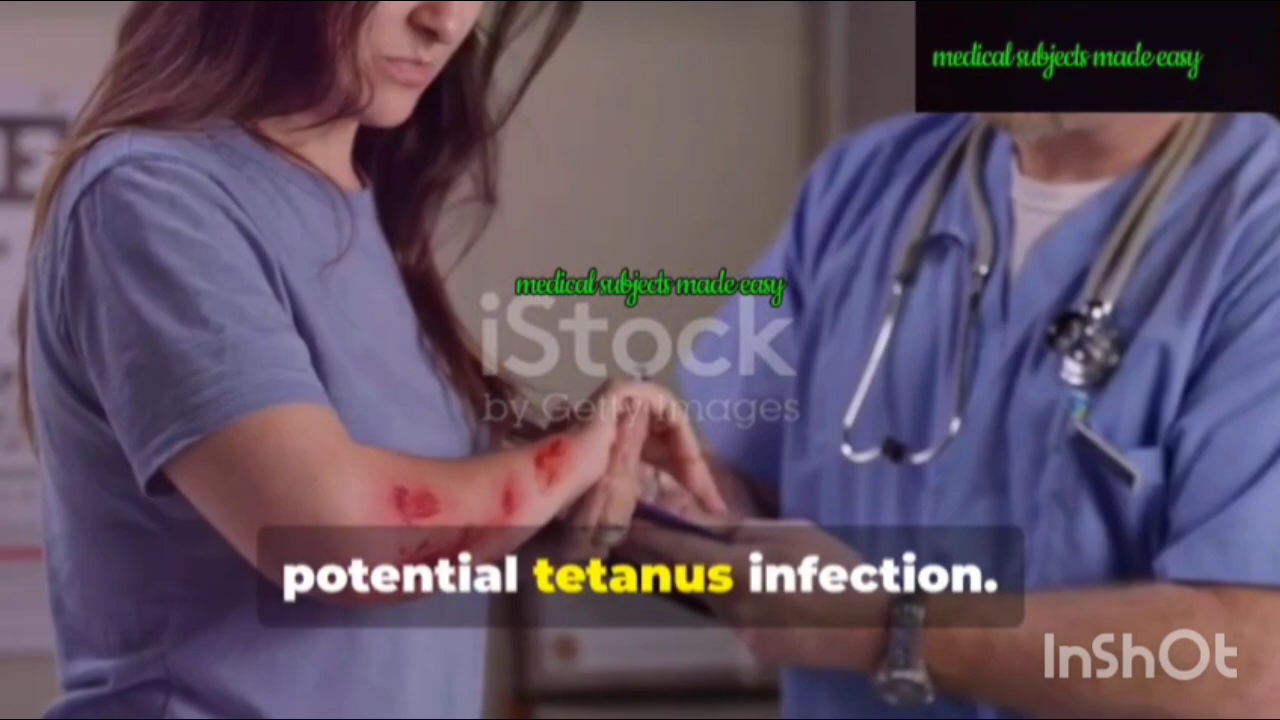 medical subjects made easy
medical subjects made easy
iStock
by Getty Images
potential tetanus infection.
InShOt
E